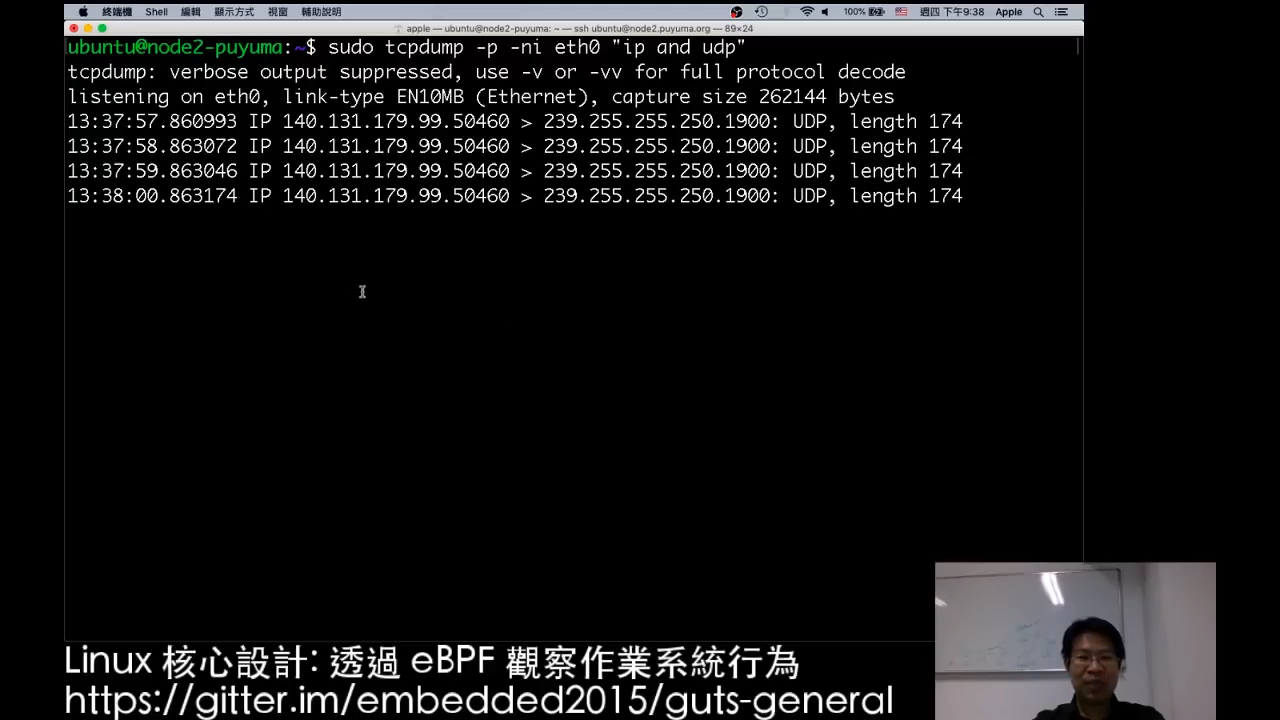 終端機 Shell 編輯 顯示方式 視窗 輔助說明 100% 週四 下午9:38 Apple
apple — ubuntu@node2-puyuma: ~ — ssh ubuntu@node2.puyuma.org — 89×24
ubuntu@node2-puyuma:~$ sudo tcpdump -p -ni eth0 "ip and udp"
tcpdump: verbose output suppressed, use -v or -vv for full protocol decode
listening on eth0, link-type EN10MB (Ethernet), capture size 262144 bytes
13:37:57.860993 IP 140.131.179.99.50460 > 239.255.255.250.1900: UDP, length 174
13:37:58.863072 IP 140.131.179.99.50460 > 239.255.255.250.1900: UDP, length 174
13:37:59.863046 IP 140.131.179.99.50460 > 239.255.255.250.1900: UDP, length 174
13:38:00.863174 IP 140.131.179.99.50460 > 239.255.255.250.1900: UDP, length 174
Linux 核心設計: 透過 eBPF 觀察作業系統行為
https://gitter.im/embedded2015/guts-general